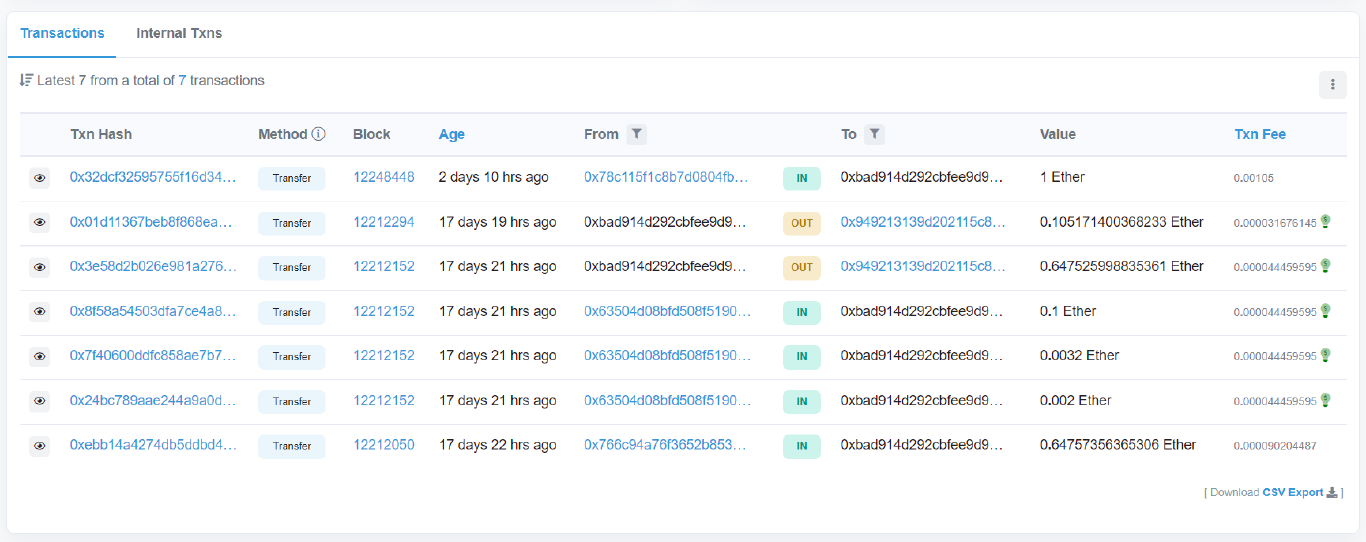 Transactions Internal Txns
Latest 7 from a total of 7 transactions
Txn Hash Method Block Age From To Value Txn Fee
0x32dcf32595755f16d34... Transfer 12248448 2 days 10 hrs ago 0x78c115f1c8b7d0804fb... IN 0xbad914d292cbfee9d9... 1 Ether 0.00105
0x01d11367beb8f868ea... Transfer 12212294 17 days 19 hrs ago 0xbad914d292cbfee9d9... OUT 0x949213139d202115c8... 0.105171400368233 Ether 0.000031676145
0x3e58d2b026e981a276... Transfer 12212152 17 days 21 hrs ago 0xbad914d292cbfee9d9... OUT 0x949213139d202115c8... 0.647525998835361 Ether 0.000044459595
0x8f58a54503dfa7ce4a8... Transfer 12212152 17 days 21 hrs ago 0x63504d08bfd508f5190... IN 0xbad914d292cbfee9d9... 0.1 Ether 0.000044459595
0x7f40600ddfc858ae7b7... Transfer 12212152 17 days 21 hrs ago 0x63504d08bfd508f5190... IN 0xbad914d292cbfee9d9... 0.0032 Ether 0.000044459595
0x24bc789aae244a9a0d... Transfer 12212152 17 days 21 hrs ago 0x63504d08bfd508f5190... IN 0xbad914d292cbfee9d9... 0.002 Ether 0.000044459595
0xebb14a4274db5ddbd4... Transfer 12212050 17 days 22 hrs ago 0x766c94a76f3652b853... IN 0xbad914d292cbfee9d9... 0.64757356365306 Ether 0.000090204487
[ Download CSV Export ]